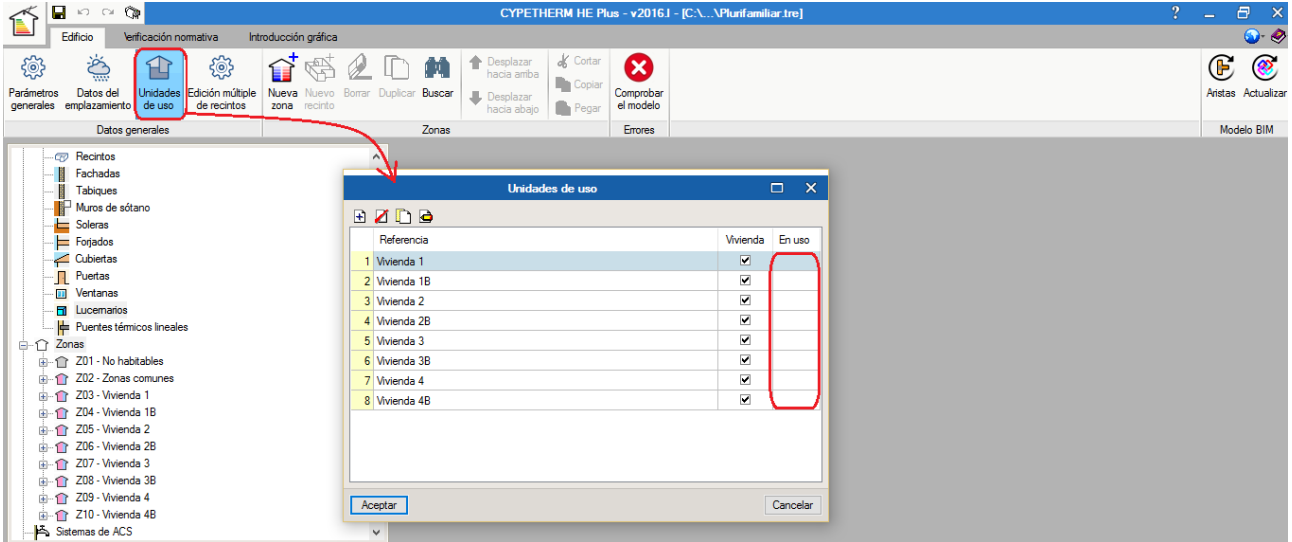 CYPETHERM HE Plus - v2016.I - [C:\...\Plurifamiliar.tre]
Edificio Verificación normativa Introducción gráfica
Parámetros generales
Datos del emplazamiento
Unidades de uso
Edición múltiple de recintos
Nueva zona
Nuevo recinto
Borrar
Duplicar
Buscar
Desplazar hacia arriba
Desplazar hacia abajo
Cortar
Copiar
Pegar
Comprobar el modelo
Aristas
Actualizar
Datos generales
Zonas
Errores
Modelo BIM
Recintos
Fachadas
Tabiques
Muros de sótano
Soleras
Forjados
Cubiertas
Puertas
Ventanas
Lucernarios
Puentes térmicos lineales
Zonas
Z01 - No habitables
Z02 - Zonas comunes
Z03 - Vivienda 1
Z04 - Vivienda 1B
Z05 - Vivienda 2
Z06 - Vivienda 2B
Z07 - Vivienda 3
Z08 - Vivienda 3B
Z09 - Vivienda 4
Z10 - Vivienda 4B
Sistemas de ACS
Unidades de uso
Referencia Vivienda En uso
1 Vivienda 1
2 Vivienda 1B
3 Vivienda 2
4 Vivienda 2B
5 Vivienda 3
6 Vivienda 3B
7 Vivienda 4
8 Vivienda 4B
Aceptar
Cancelar